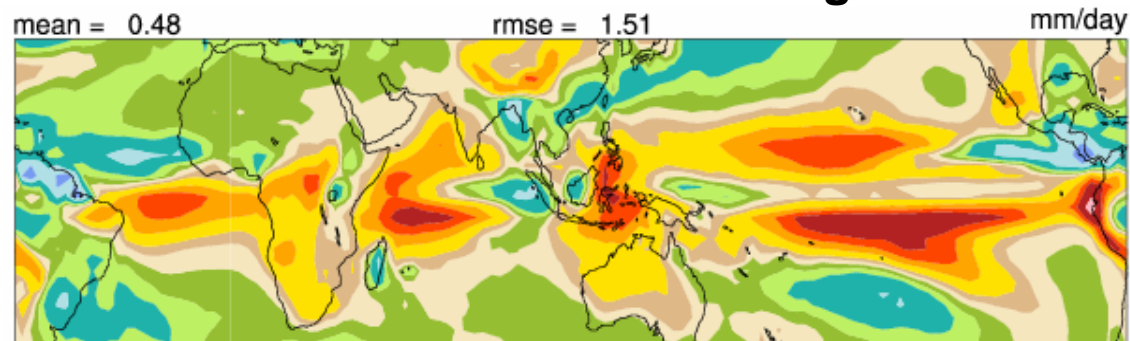 mean = 0.48 rmse = 1.51 mm/day